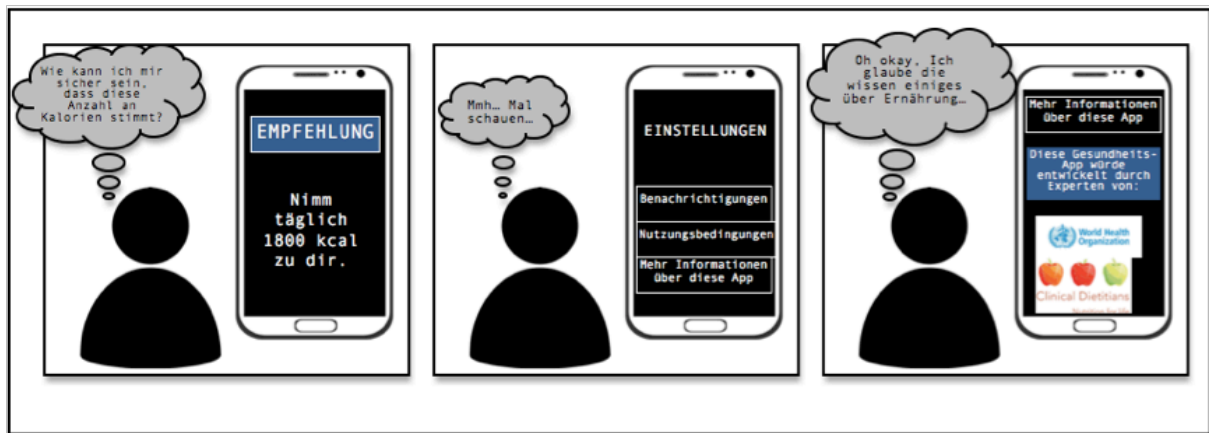 Wie kann ich mir
sicher sein,
dass diese
Anzahl an
Kalorien stimmt?
EMPFEHLUNG
Nimm
täglich
1800 kcal
zu dir.
Mmh… Mal
schauen…
EINSTELLUNGEN
Benachrichtigungen
Nutzungsbedingungen
Mehr Informationen
über diese App
Oh okay, Ich
glaube die
wissen einiges
über Ernährung…
Mehr Informationen
über diese App
Diese Gesundheits-
App würde
entwickelt durch
Experten von:
World Health
Organization
Clinical Dietitians